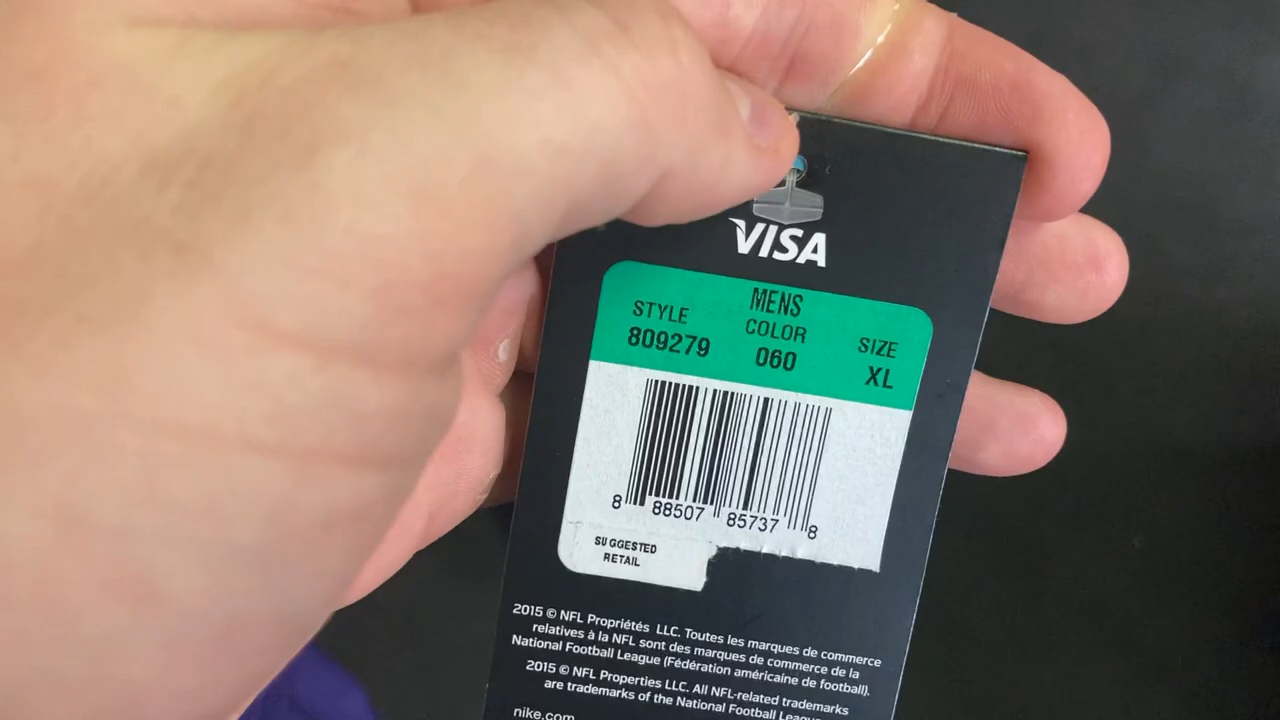 VISA
MENS
STYLE COLOR SIZE
809279 060 XL
8 88507 85737 8
SUGGESTED
RETAIL
2015 © NFL Propriétés LLC. Toutes les marques de commerce
relatives à la NFL sont des marques de commerce de la
National Football League (Fédération américaine de football).
2015 © NFL Properties LLC. All NFL-related trademarks
are trademarks of the National Football League
nike.com